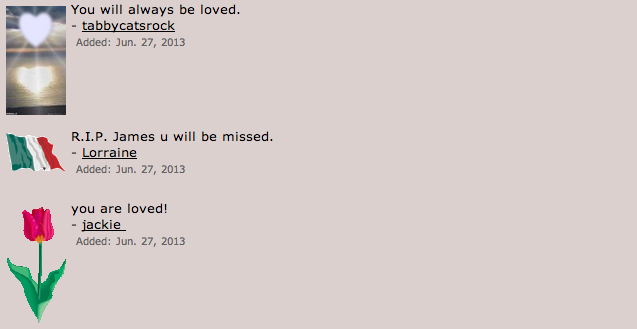 You will always be loved.
- tabbycatsrock
Added: Jun. 27, 2013
R.I.P. James u will be missed.
- Lorraine
Added: Jun. 27, 2013
you are loved!
- jackie
Added: Jun. 27, 2013